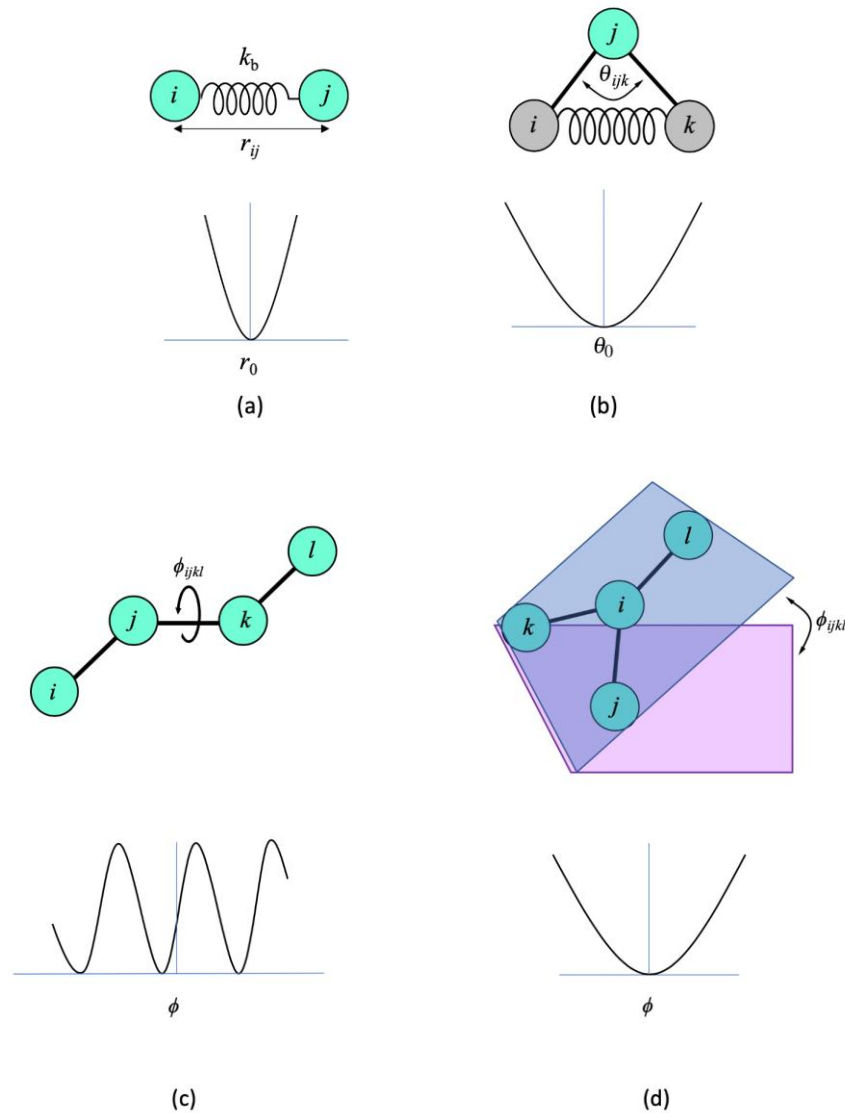 k_b
i j
r_ij
r_0
(a)
j
θ_ijk
i k
θ_0
(b)
l
ϕ_ijkl
j k
i
ϕ
(c)
l
i
k
ϕ_ijkl
j
ϕ
(d)